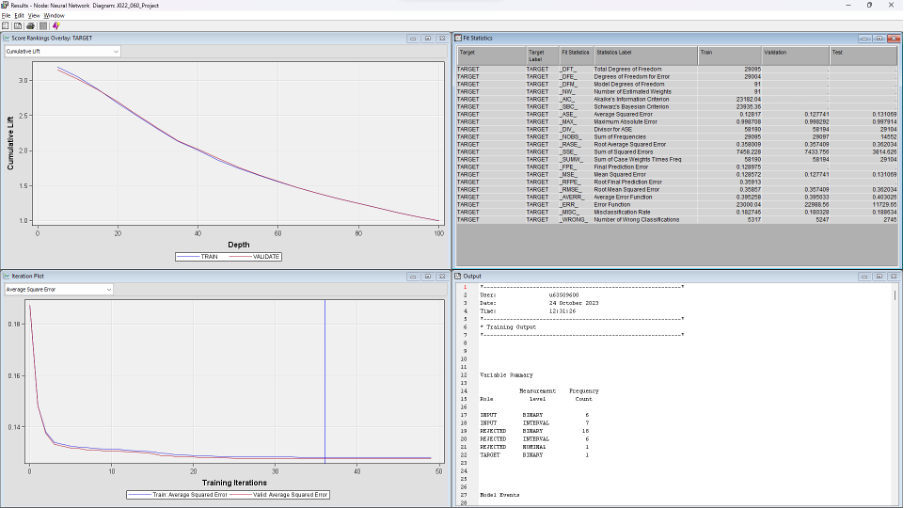 Results - Node: Neural Network Diagram: J022_060_Project
File Edit View Window
Score Rankings Overlay: TARGET
Cumulative Lift
Cumulative Lift
3.0
2.5
2.0
1.5
1.0
0 20 40 60 80 100
Depth
TRAIN VALIDATE
Fit Statistics
Target Target Label Fit Statistics Statistics Label Train Validation Test
TARGET TARGET _DFT_ Total Degrees of Freedom 29095 . .
TARGET TARGET _DFE_ Degrees of Freedom for Error 29004 . .
TARGET TARGET _DFM_ Model Degrees of Freedom 91 . .
TARGET TARGET _NW_ Number of Estimated Weights 91 . .
TARGET TARGET _AIC_ Akaike's Information Criterion 23182.04 . .
TARGET TARGET _SBC_ Schwarz's Bayesian Criterion 23935.36 . .
TARGET TARGET _ASE_ Average Squared Error 0.12817 0.127741 0.131069
TARGET TARGET _MAX_ Maximum Absolute Error 0.998708 0.998292 0.987914
TARGET TARGET _DIV_ Divisor for ASE 58190 58194 29104
TARGET TARGET _NOBS_ Sum of Frequencies 29095 29097 14552
TARGET TARGET _RASE_ Root Average Squared Error 0.358009 0.357409 0.362034
TARGET TARGET _SSE_ Sum of Squared Errors 7458.228 7433.756 3814.626
TARGET TARGET _SUMW_ Sum of Case Weights Times Freq 58190 58194 29104
TARGET TARGET _FPE_ Final Prediction Error 0.128975 . .
TARGET TARGET _MSE_ Mean Squared Error 0.128572 0.127741 0.131069
TARGET TARGET _RFPE_ Root Final Prediction Error 0.35913 . .
TARGET TARGET _RMSE_ Root Mean Squared Error 0.35857 0.357409 0.362034
TARGET TARGET _AVERR_ Average Error Function 0.395258 0.395033 0.403026
TARGET TARGET _ERR_ Error Function 23000.04 22988.56 11729.65
TARGET TARGET _MISC_ Misclassification Rate 0.182746 0.180328 0.188634
TARGET TARGET _WRONG_ Number of Wrong Classifications 5317 5247 2745
Iteration Plot
Average Square Error
0.18
0.16
0.14
0 10 20 30 40 50
Training Iterations
Train: Average Squared Error Valid: Average Squared Error
Output
1 *------------------------------------------------------------*
2 User: u63509600
3 Date: 24 October 2023
4 Time: 12:31:26
5 *------------------------------------------------------------*
6 * Training Output
7 *------------------------------------------------------------*
8
9
10
11
12 Variable Summary
13
14 Measurement Frequency
15 Role Level Count
16
17 INPUT BINARY 6
18 INPUT INTERVAL 7
19 REJECTED BINARY 18
20 REJECTED INTERVAL 6
21 REJECTED NOMINAL 1
22 TARGET BINARY 1
23
24
25
26
27 Model Events
28